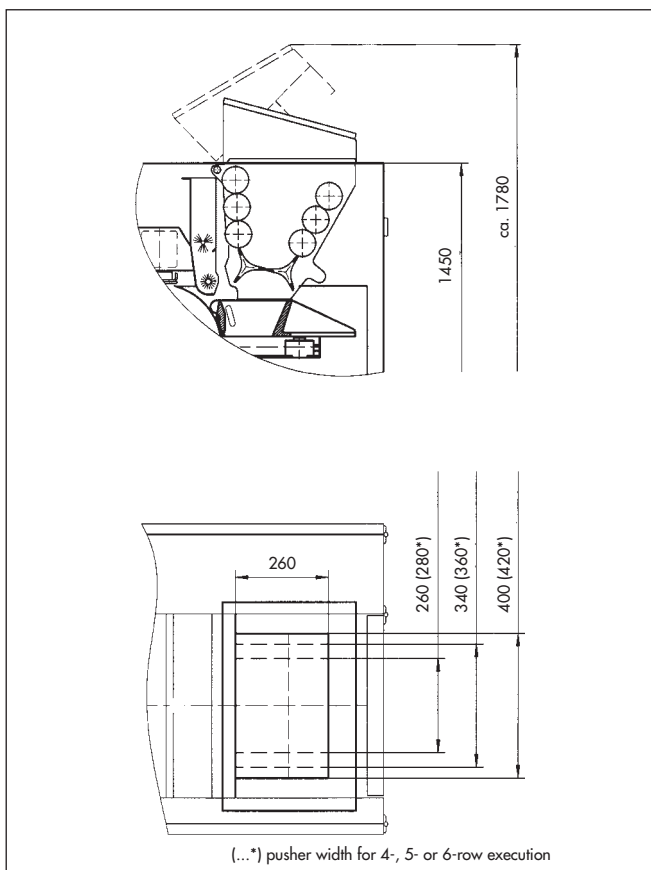 ca. 1780
1450
260
260 (280*)
340 (360*)
400 (420*)
(...*) pusher width for 4-, 5- or 6-row execution